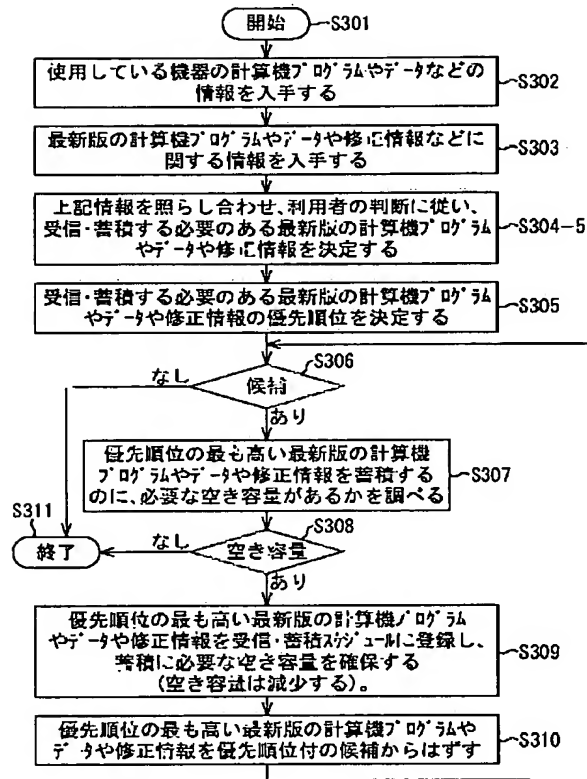 開始
S301
使用している機器の計算機プログラムやデータなどの
情報を入手する
S302
最新版の計算機プログラムやデータや修正情報などに
関する情報を入手する
S303
上記情報を照らし合わせ、利用者の判断に従い、
受信・蓄積する必要のある最新版の計算機プログラム
やデータや修正情報を決定する
S304-5
受信・蓄積する必要のある最新版の計算機プログラム
やデータや修正情報の優先順位を決定する
S305
S306
なし
候補
あり
優先順位の最も高い最新版の計算機
プログラムやデータや修正情報を蓄積する
のに、必要な空き容量があるかを調べる
S307
S311
終了
なし
S308
空き容量
あり
優先順位の最も高い最新版の計算機プログラム
やデータや修正情報を受信・蓄積スケジュールに登録し、
蓄積に必要な空き容量を確保する
(空き容量は減少する)。
S309
優先順位の最も高い最新版の計算機プログラムや
データや修正情報を優先順位付の候補からはずす
S310